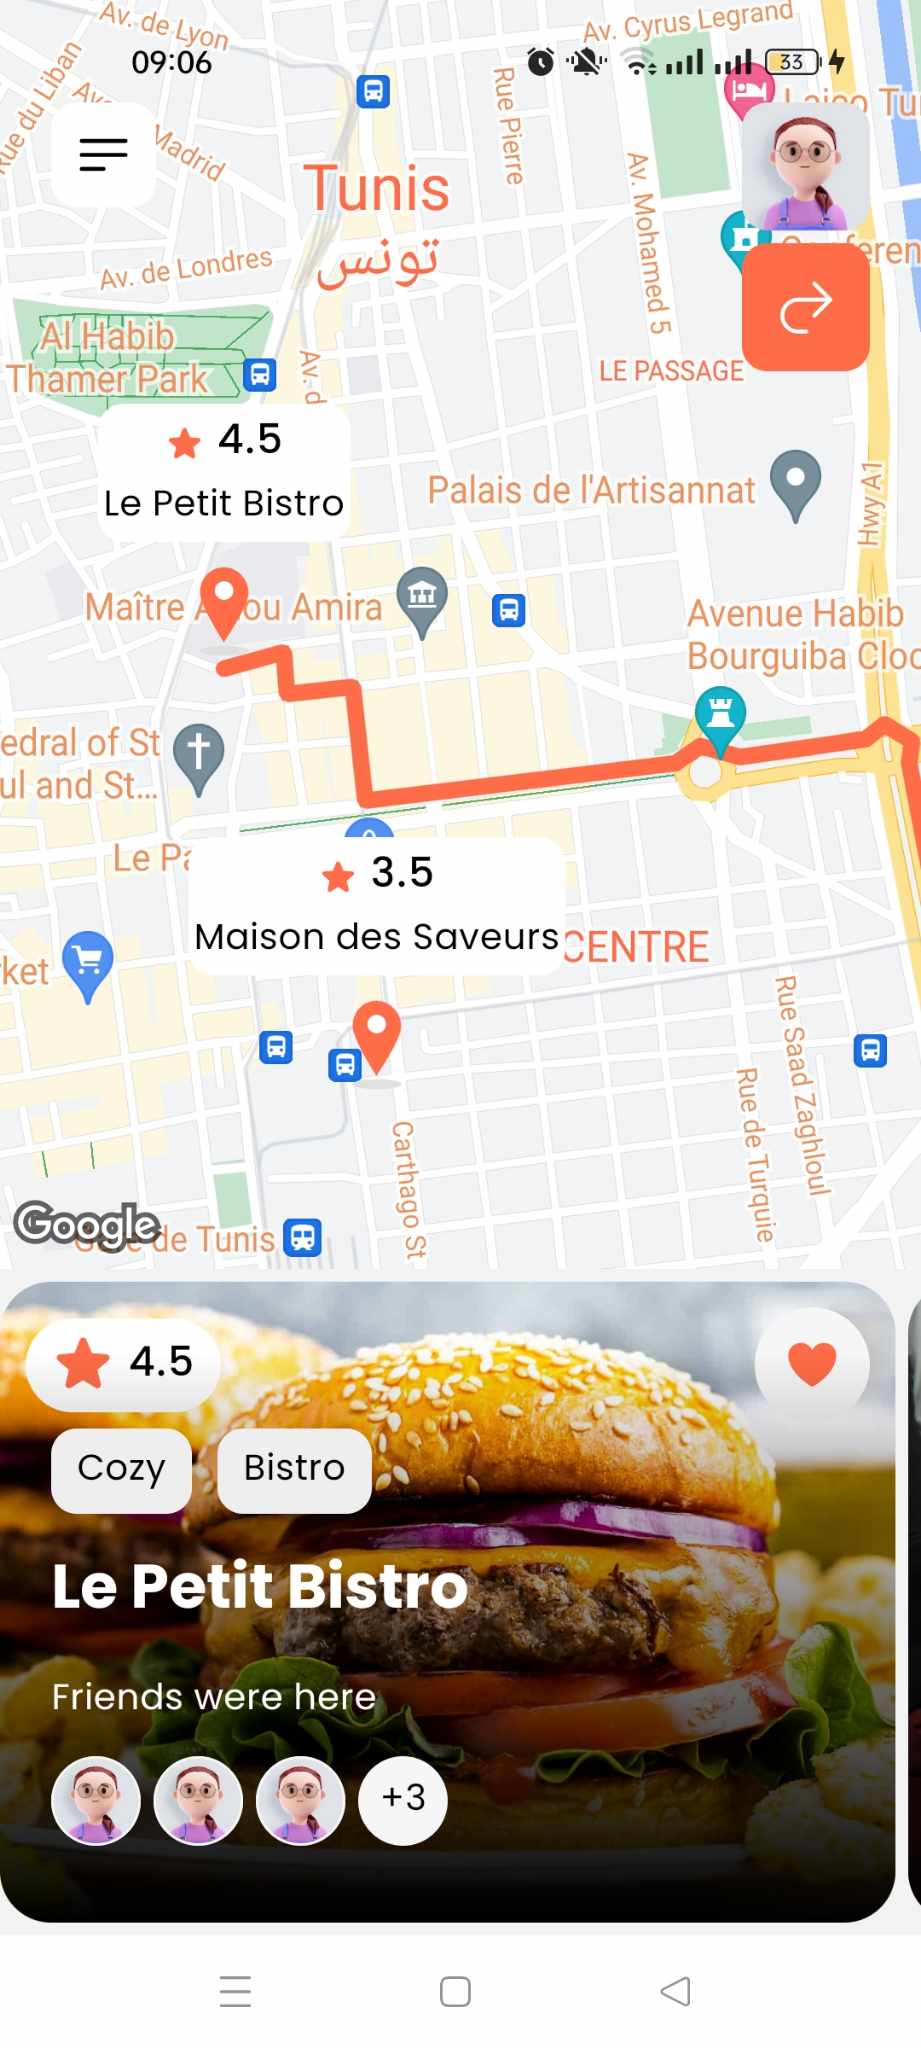 Av. de Lyon
Av. Cyrus Legrand
09:06
33
Rue du Liban
Rue Pierre
Laico Tu
Madrid
Av. Mohamed 5
Tunis
تونس
Av. de Londres
Al Habib
Thamer Park
Av. d
LE PASSAGE
4.5
Le Petit Bistro
Palais de l'Artisannat
Hwy A1
Maître
ou Amira
Avenue Habib
Bourguiba Cloc
edral of St
ul and St...
Le Pa
3.5
Maison des Saveurs
CENTRE
ket
Rue Saad Zaghloul
Rue de Turquie
Carthago St
Google
de Tunis
4.5
Cozy
Bistro
Le Petit Bistro
Friends were here
+3